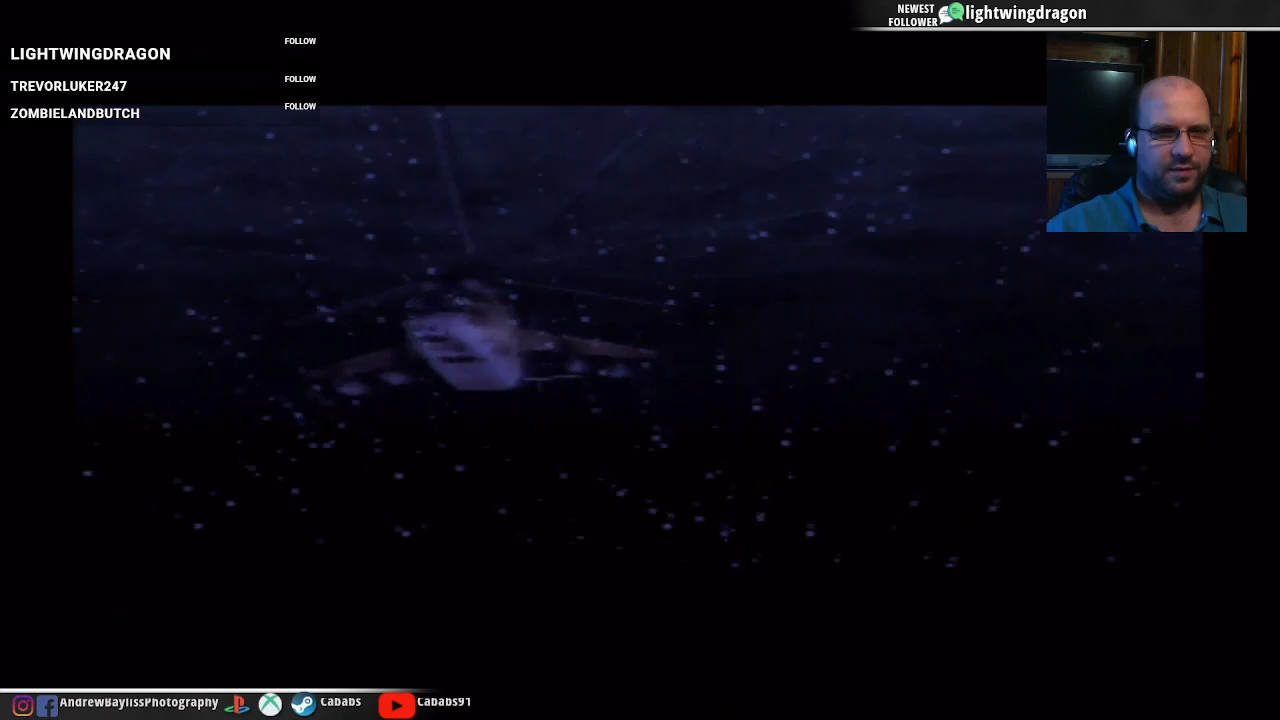 NEWEST
FOLLOWER
lightwingdragon
LIGHTWINGDRAGON
FOLLOW
TREVORLUKER247
FOLLOW
ZOMBIELANDBUTCH
FOLLOW
AndrewBaylissPhotography
Cababs
Cababs91